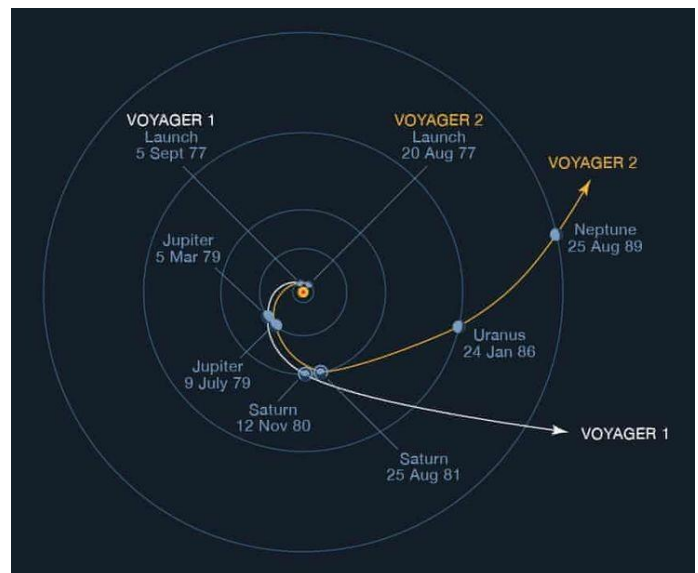 VOYAGER 1
Launch
5 Sept 77
VOYAGER 2
Launch
20 Aug 77
VOYAGER 2
Neptune
25 Aug 89
Jupiter
5 Mar 79
Uranus
24 Jan 86
Jupiter
9 July 79
Saturn
12 Nov 80
VOYAGER 1
Saturn
25 Aug 81